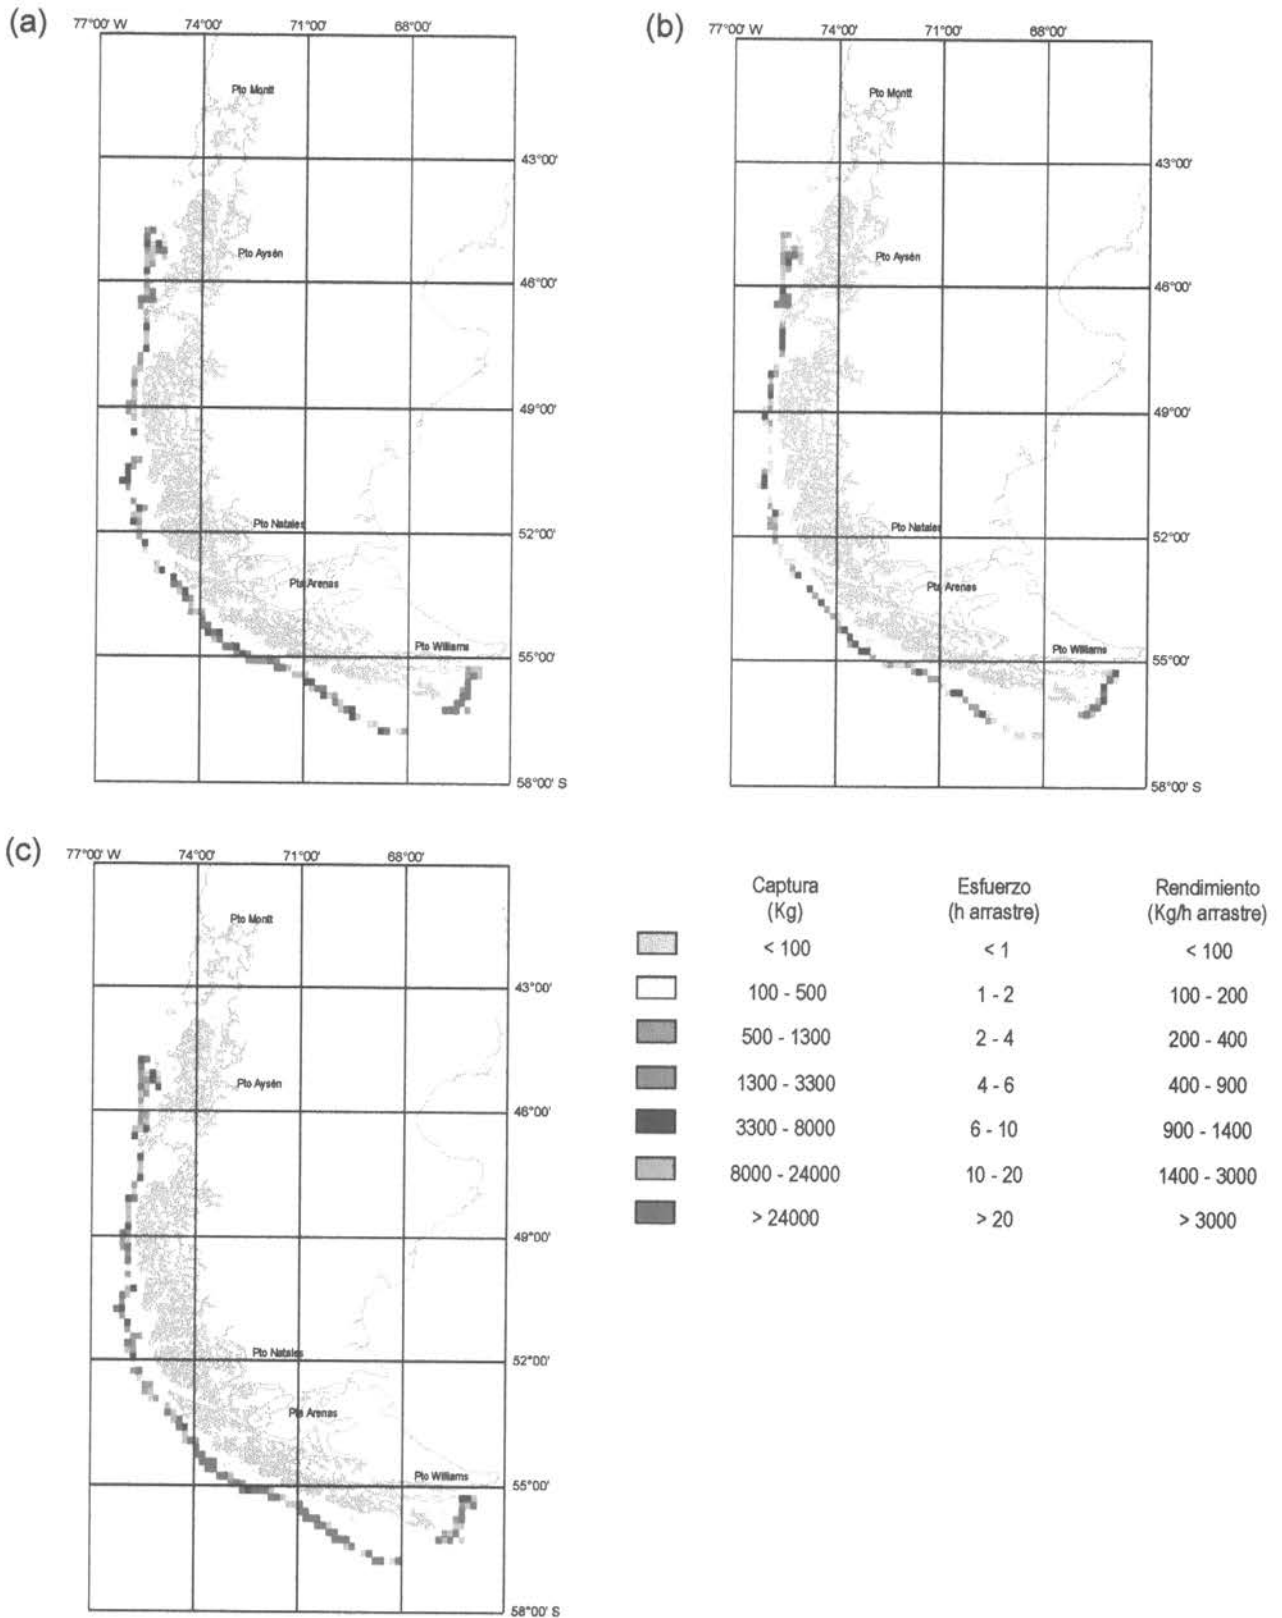 (a)
77°00' W 74°00' 71°00' 68°00'
Pto Montt
43°00'
Pto Aysén
46°00'
49°00'
Pto Natales
52°00'
Pta Arenas
Pto Williams
55°00'
58°00' S
(b)
77°00' W 74°00' 71°00' 68°00'
Pto Montt
43°00'
Pto Aysén
46°00'
49°00'
Pto Natales
52°00'
Pta Arenas
Pto Williams
55°00'
58°00' S
(c)
77°00' W 74°00' 71°00' 68°00'
Pto Montt
43°00'
Pto Aysén
46°00'
49°00'
Pto Natales
52°00'
Pta Arenas
Pto Williams
55°00'
58°00' S
Captura Esfuerzo Rendimiento
(Kg) (h arrastre) (Kg/h arrastre)
< 100 < 1 < 100
100 - 500 1 - 2 100 - 200
500 - 1300 2 - 4 200 - 400
1300 - 3300 4 - 6 400 - 900
3300 - 8000 6 - 10 900 - 1400
8000 - 24000 10 - 20 1400 - 3000
> 24000 > 20 > 3000